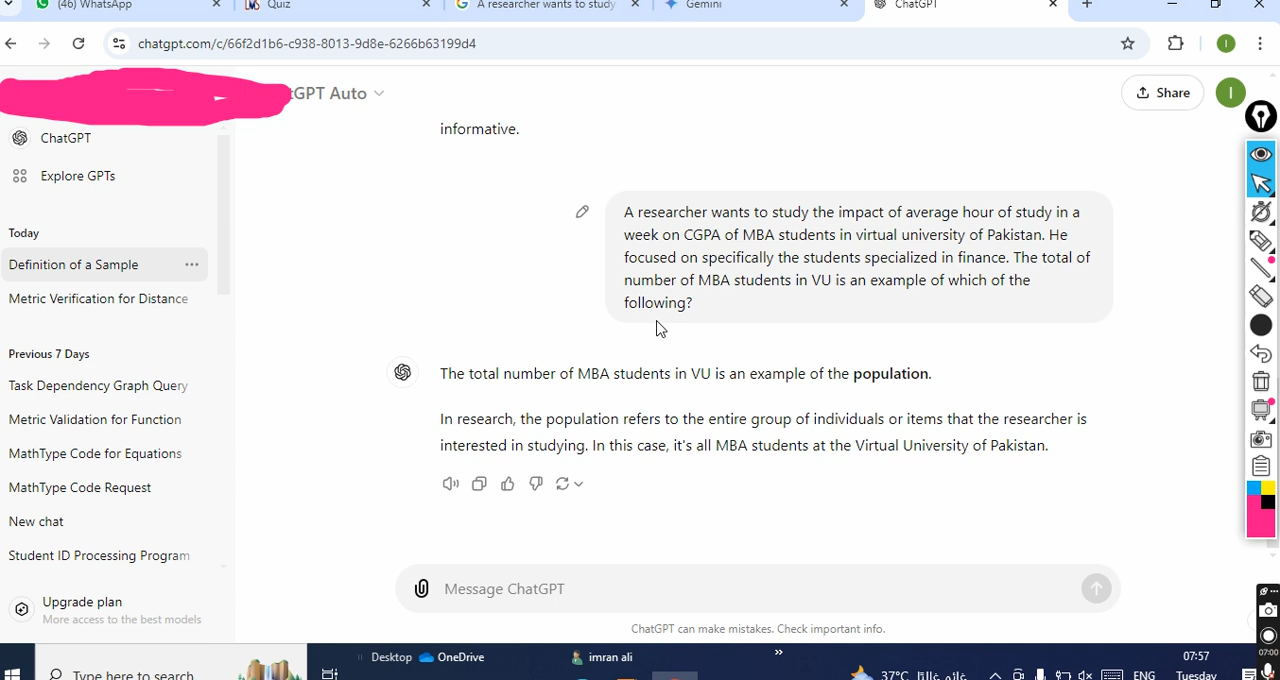 (46) WhatsApp
Quiz
A researcher wants to study
Gemini
ChatGPT
chatgpt.com/c/66f2d1b6-c938-8013-9d8e-6266b63199d4
I
tGPT Auto
Share
I
ChatGPT
Explore GPTs
Today
Definition of a Sample
Metric Verification for Distance
Previous 7 Days
Task Dependency Graph Query
Metric Validation for Function
MathType Code for Equations
MathType Code Request
New chat
Student ID Processing Program
Upgrade plan
More access to the best models
informative.
A researcher wants to study the impact of average hour of study in a
week on CGPA of MBA students in virtual university of Pakistan. He
focused on specifically the students specialized in finance. The total of
number of MBA students in VU is an example of which of the
following?
The total number of MBA students in VU is an example of the population.
In research, the population refers to the entire group of individuals or items that the researcher is
interested in studying. In this case, it's all MBA students at the Virtual University of Pakistan.
Message ChatGPT
ChatGPT can make mistakes. Check important info.
07:00
Type here to search
Desktop
OneDrive
imran ali
»
37°C
ENG
07:57
Tuesday